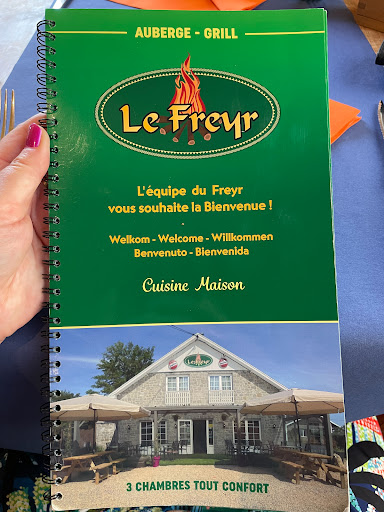 AUBERGE - GRILL
Le Freyr
L'équipe du Freyr
vous souhaite la Bienvenue !
Welkom - Welcome - Willkommen
Benvenuto - Bienvenida
Cuisine Maison
Le Freyr
3 CHAMBRES TOUT CONFORT